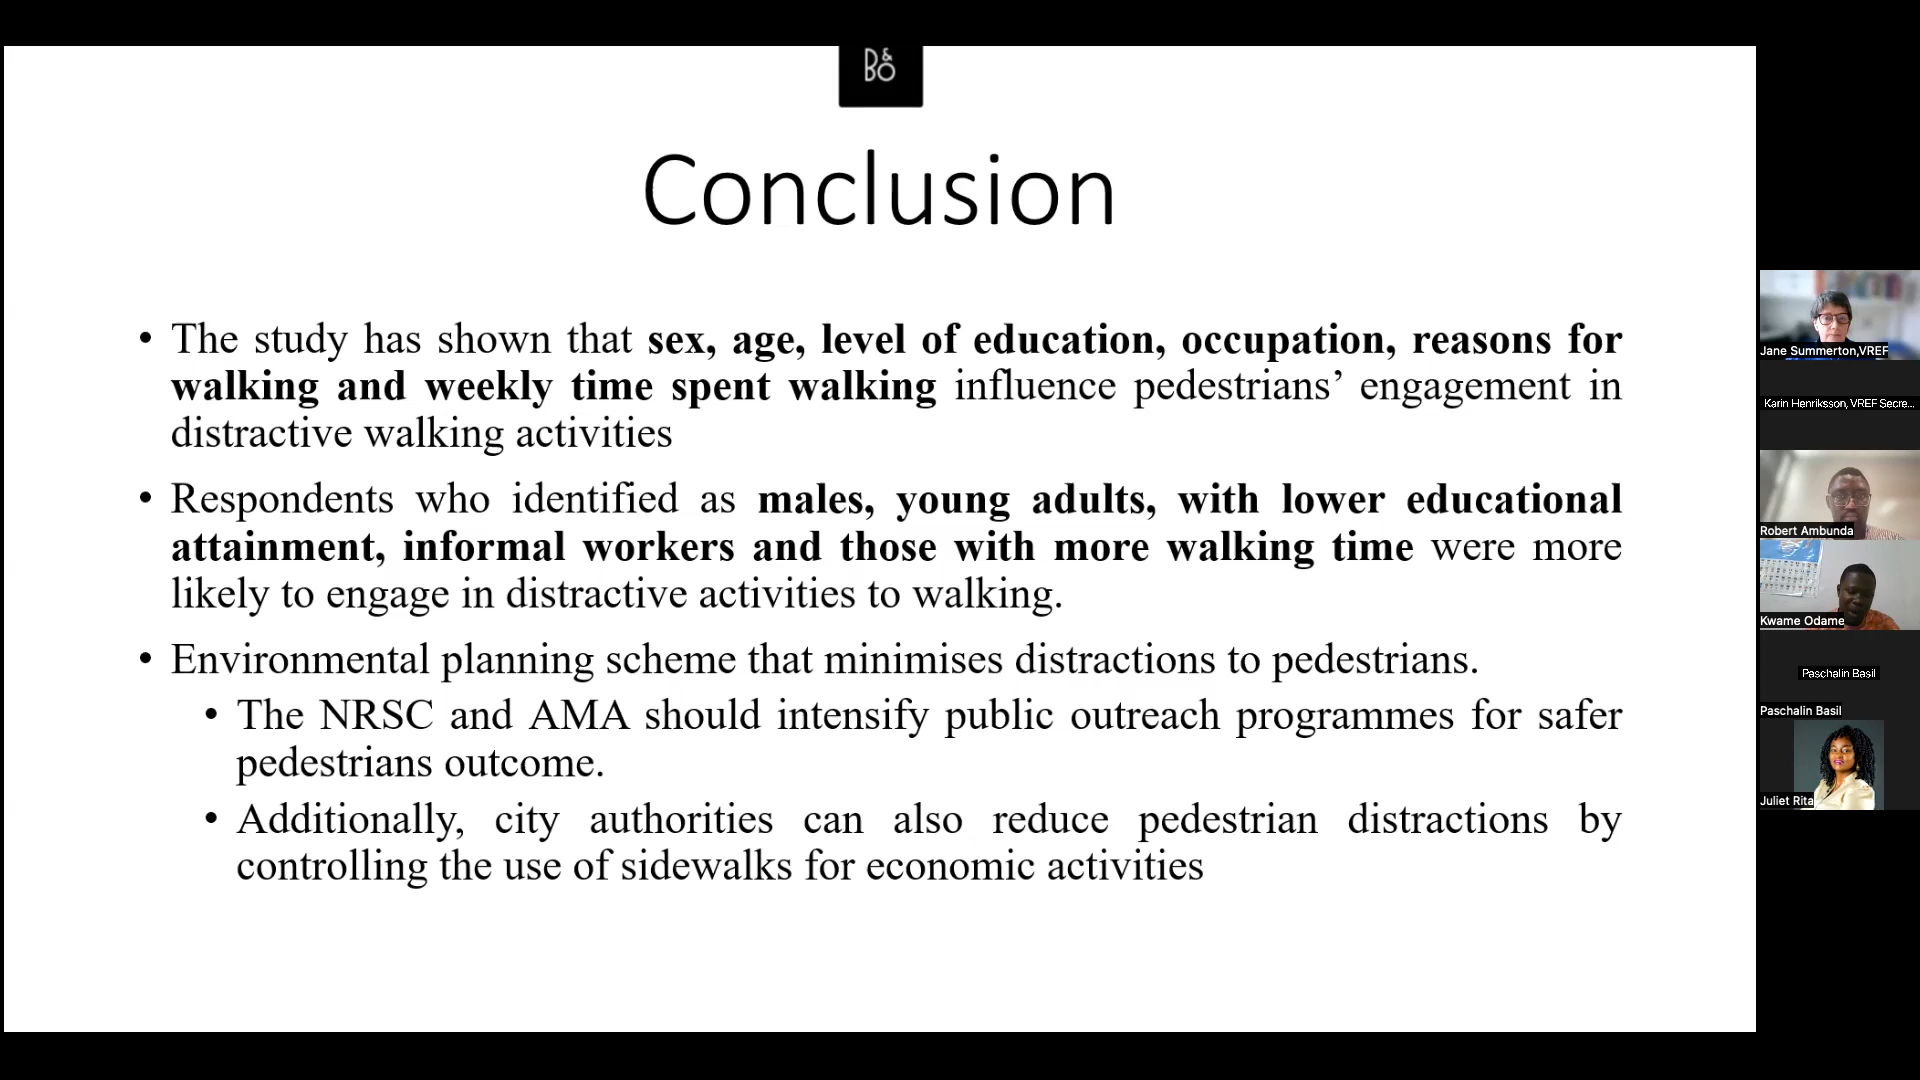 B&O
Conclusion
• The study has shown that sex, age, level of education, occupation, reasons for
walking and weekly time spent walking influence pedestrians’ engagement in
distractive walking activities
• Respondents who identified as males, young adults, with lower educational
attainment, informal workers and those with more walking time were more
likely to engage in distractive activities to walking.
• Environmental planning scheme that minimises distractions to pedestrians.
• The NRSC and AMA should intensify public outreach programmes for safer
pedestrians outcome.
• Additionally, city authorities can also reduce pedestrian distractions by
controlling the use of sidewalks for economic activities
Jane Summerton,VREF
Karin Henriksson, VREF Secre...
Robert Ambunda
Kwame Odame
Paschalin Basil
Paschalin Basil
Juliet Rita